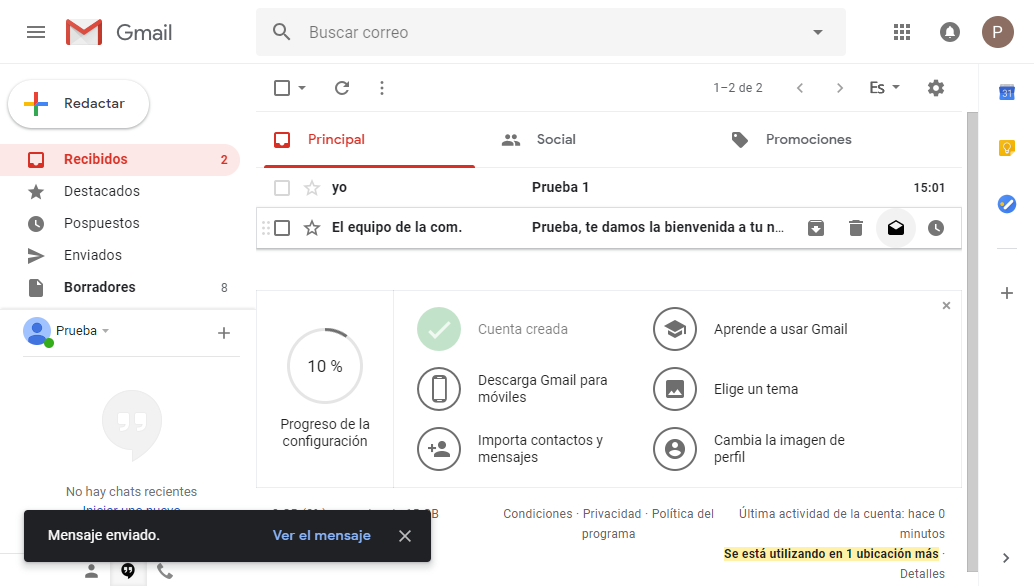 Gmail
Buscar correo
P
Redactar
1–2 de 2
Es
31
Recibidos 2
Destacados
Pospuestos
Enviados
Borradores 8
Principal
Social
Promociones
yo Prueba 1 15:01
El equipo de la com. Prueba, te damos la bienvenida a tu n…
Prueba
No hay chats recientes
10 %
Progreso de la
configuración
Cuenta creada
Aprende a usar Gmail
Descarga Gmail para
móviles
Elige un tema
Importa contactos y
mensajes
Cambia la imagen de
perfil
Condiciones · Privacidad · Política del
programa
Última actividad de la cuenta: hace 0
minutos
Se está utilizando en 1 ubicación más ·
Detalles
Mensaje enviado. Ver el mensaje